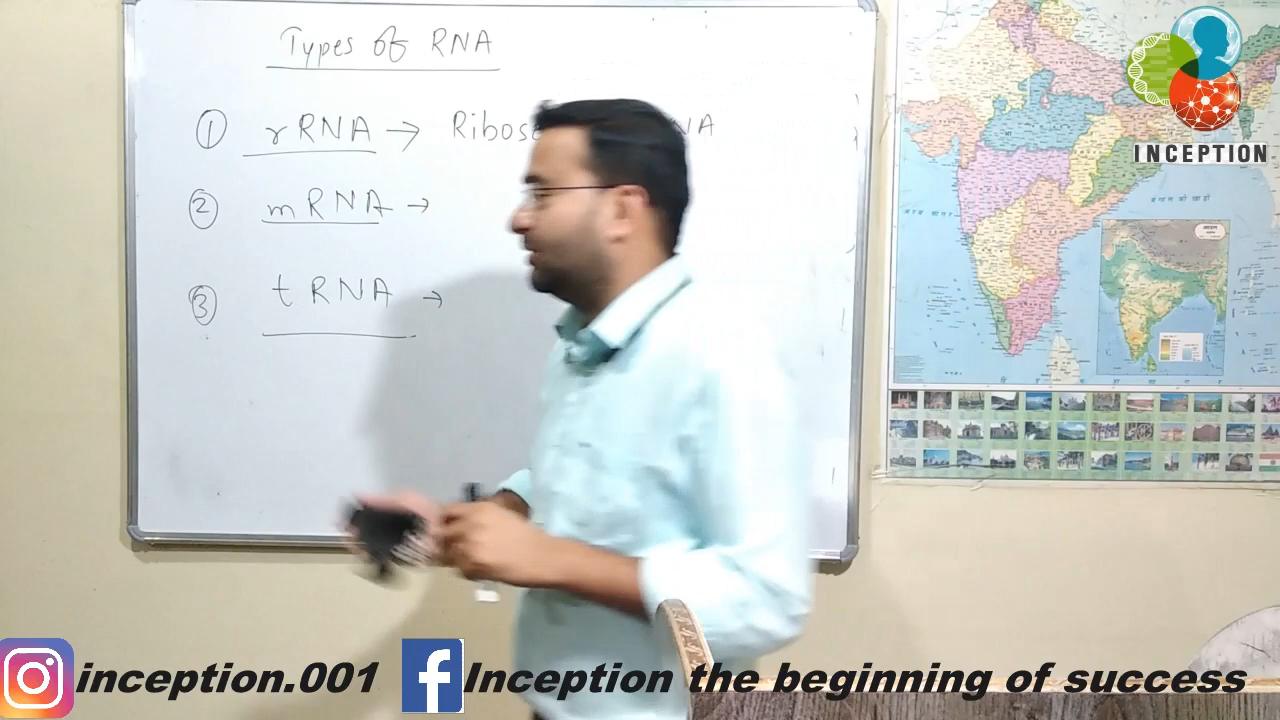 Types of RNA
① rRNA → Ribos NA
② mRNA →
③ tRNA →
INCEPTION
बंगाल की खाड़ी
inception.001
Inception the beginning of success